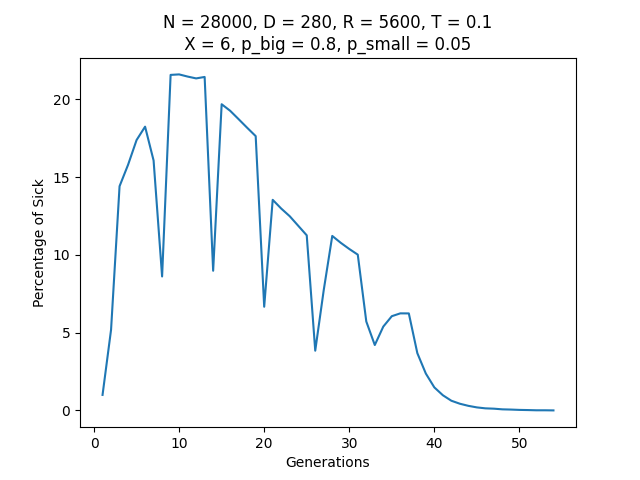 N = 28000, D = 280, R = 5600, T = 0.1
X = 6, p_big = 0.8, p_small = 0.05
20
15
10
5
0
Percentage of Sick
0 10 20 30 40 50
Generations